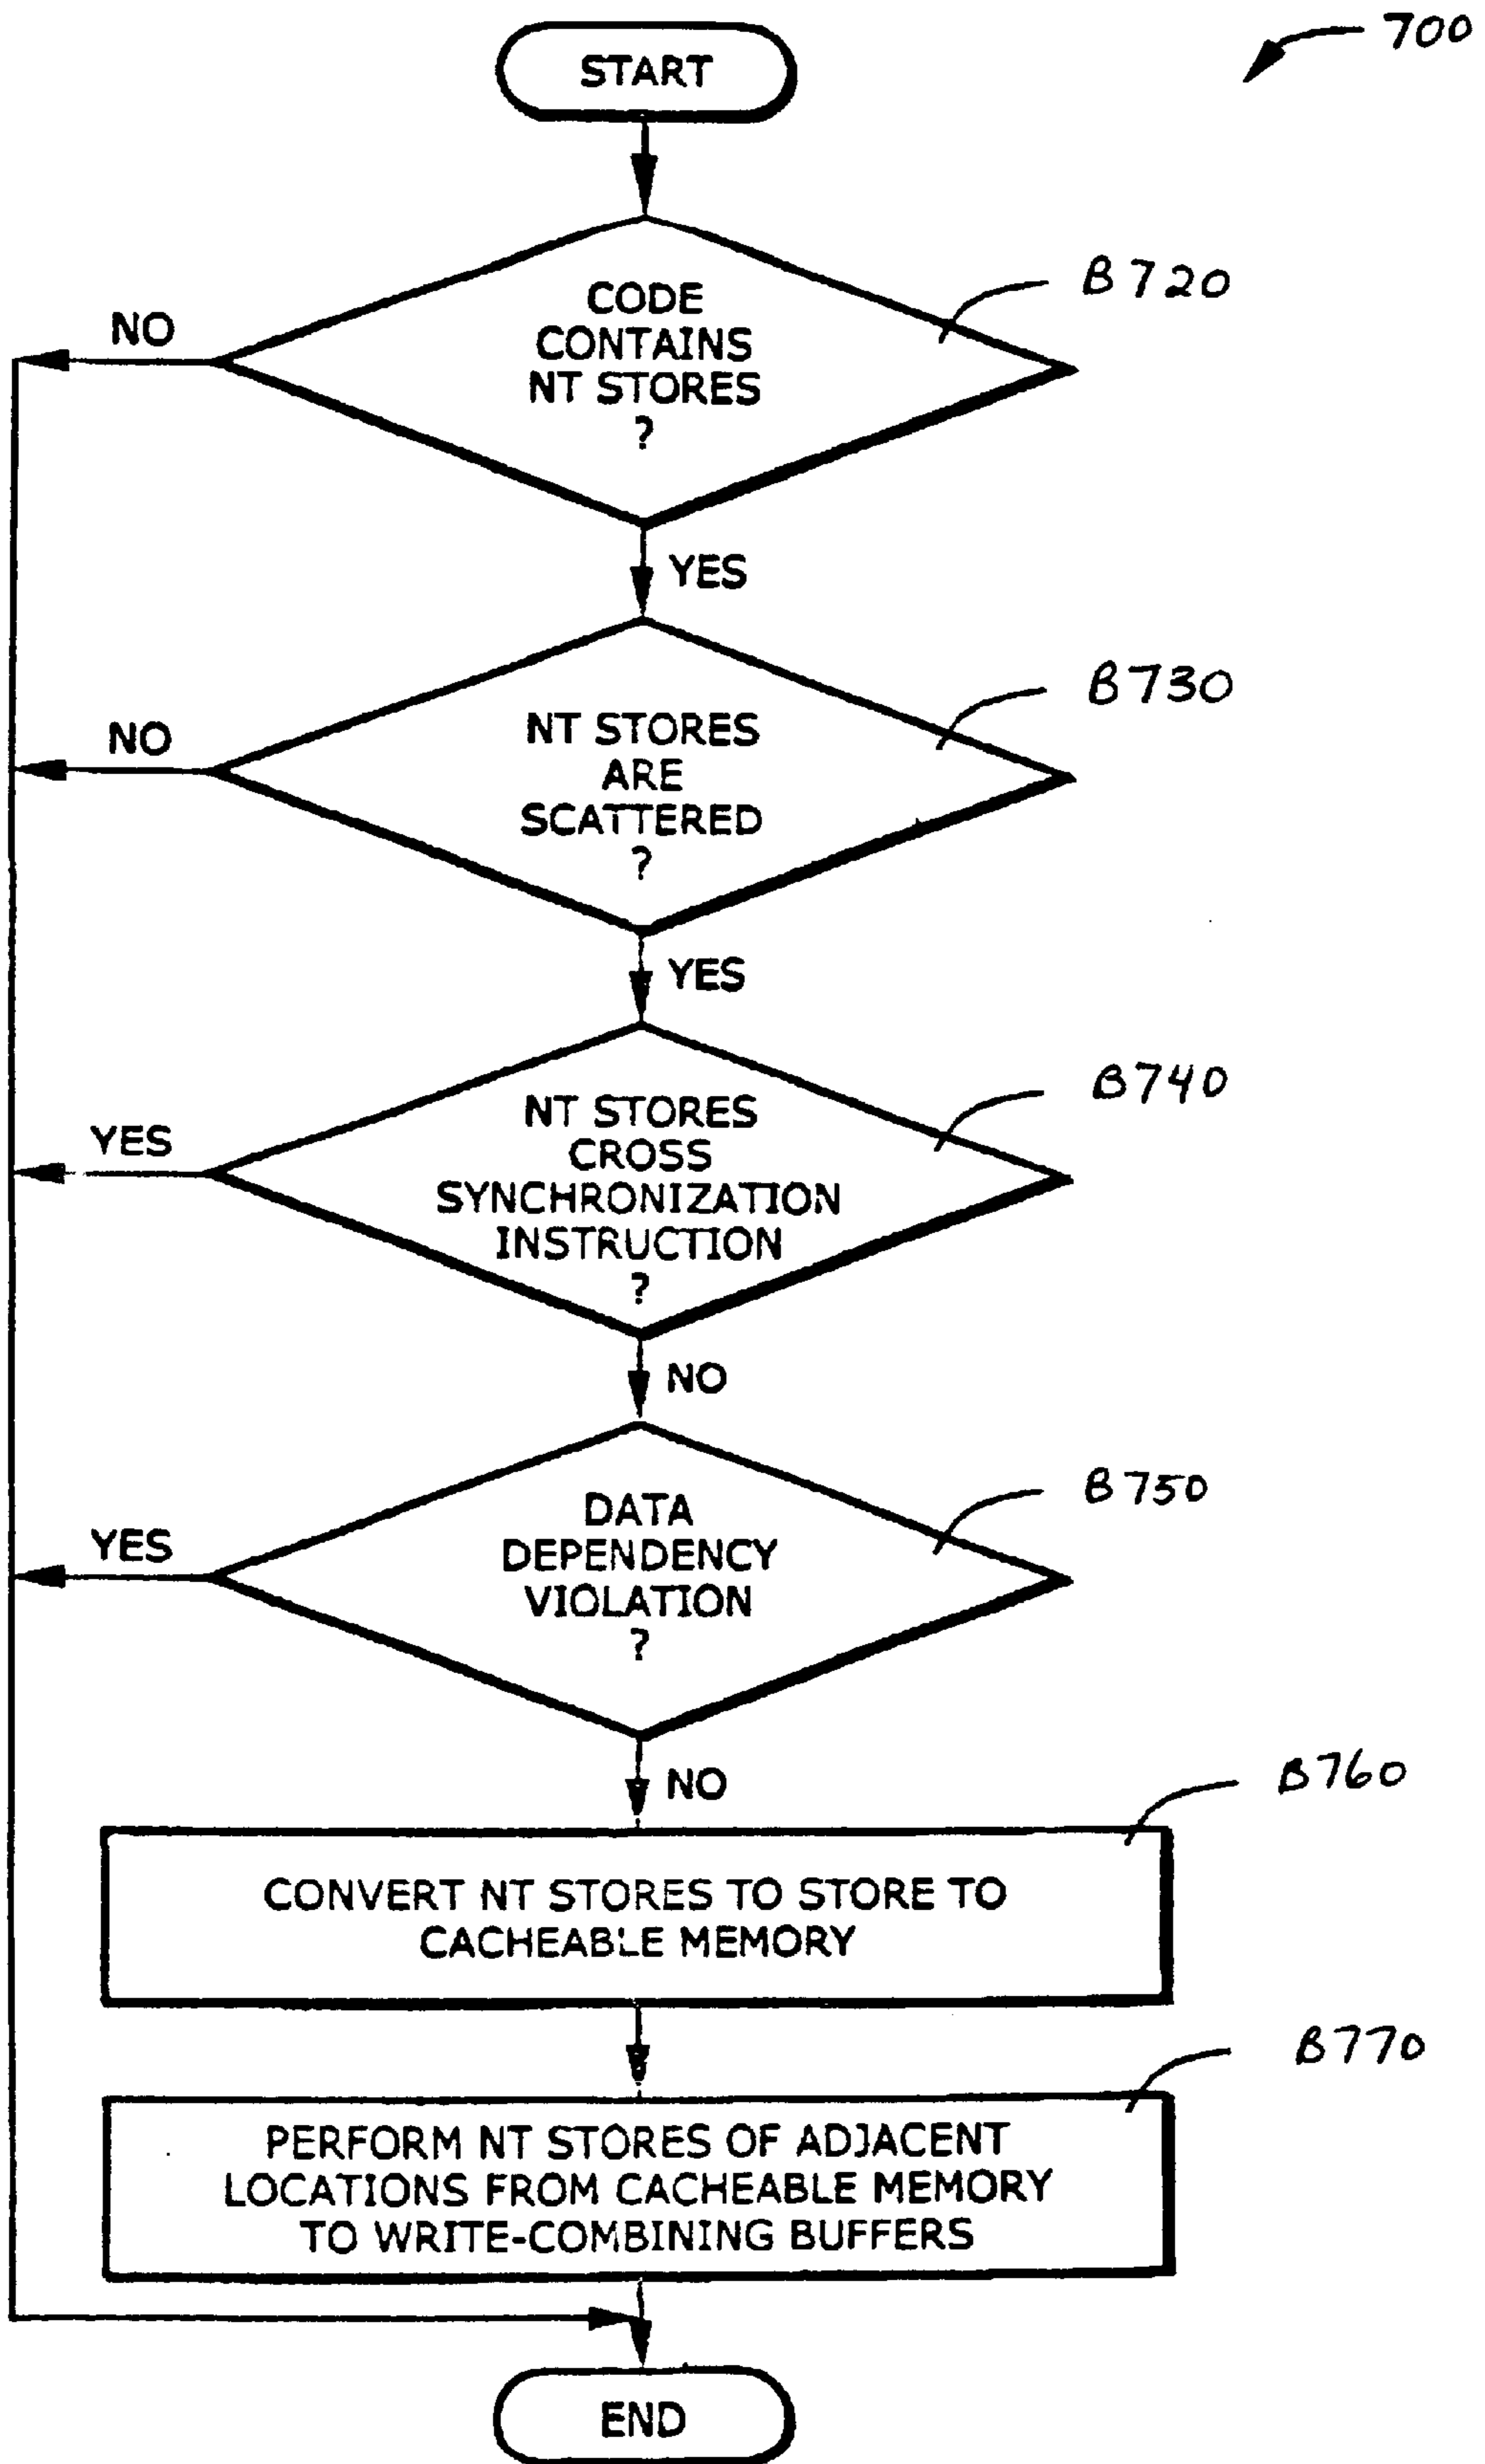 700
START
B720
CODE
CONTAINS
NT STORES
?
NO
YES
B730
NT STORES
ARE
SCATTERED
?
NO
YES
B740
NT STORES
CROSS
SYNCHRONIZATION
INSTRUCTION
?
YES
NO
B750
DATA
DEPENDENCY
VIOLATION
?
YES
NO
B760
CONVERT NT STORES TO STORE TO
CACHEABLE MEMORY
B770
PERFORM NT STORES OF ADJACENT
LOCATIONS FROM CACHEABLE MEMORY
TO WRITE-COMBINING BUFFERS
END